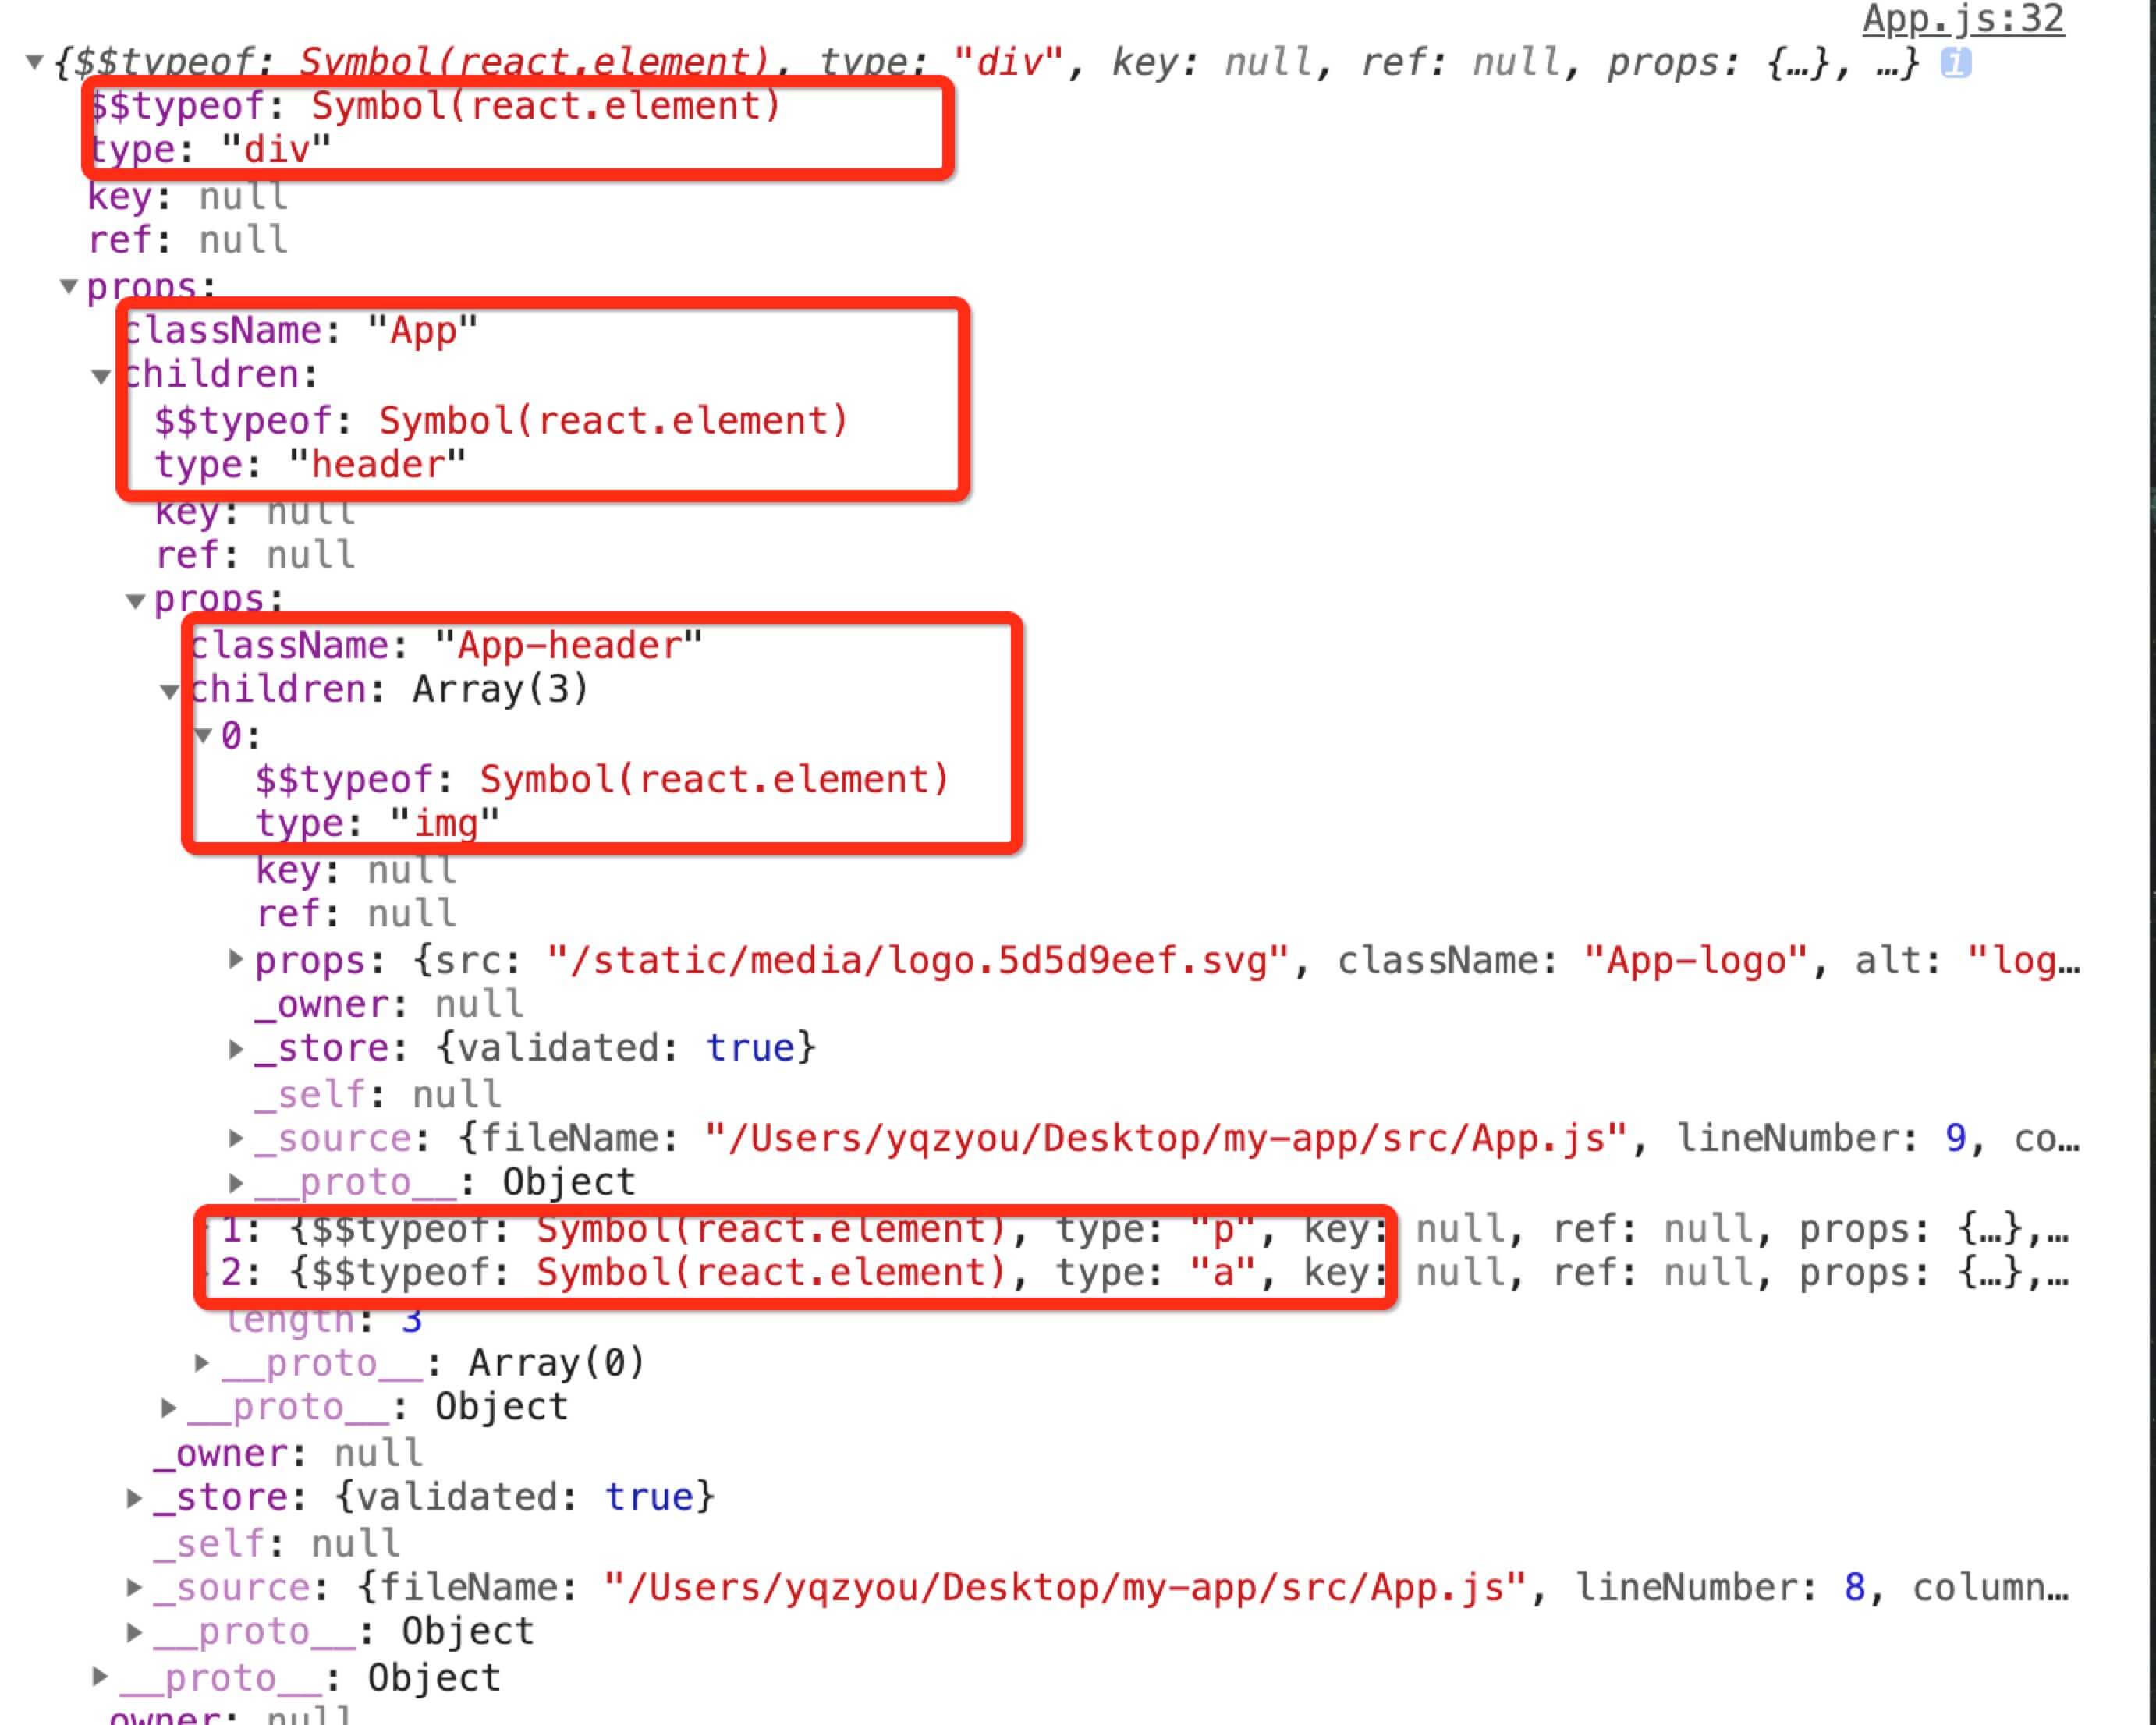 App.js:32
{$$typeof: Symbol(react.element), type: "div", key: null, ref: null, props: {…}, …} i
$$typeof: Symbol(react.element)
type: "div"
key: null
ref: null
props:
className: "App"
children:
$$typeof: Symbol(react.element)
type: "header"
key: null
ref: null
props:
className: "App-header"
children: Array(3)
0:
$$typeof: Symbol(react.element)
type: "img"
key: null
ref: null
props: {src: "/static/media/logo.5d5d9eef.svg", className: "App-logo", alt: "log…
_owner: null
_store: {validated: true}
_self: null
_source: {fileName: "/Users/yqzyou/Desktop/my-app/src/App.js", lineNumber: 9, co…
__proto__: Object
1: {$$typeof: Symbol(react.element), type: "p", key: null, ref: null, props: {…},…
2: {$$typeof: Symbol(react.element), type: "a", key: null, ref: null, props: {…},…
length: 3
__proto__: Array(0)
__proto__: Object
_owner: null
_store: {validated: true}
_self: null
_source: {fileName: "/Users/yqzyou/Desktop/my-app/src/App.js", lineNumber: 8, column…
__proto__: Object
__proto__: Object
owner: null